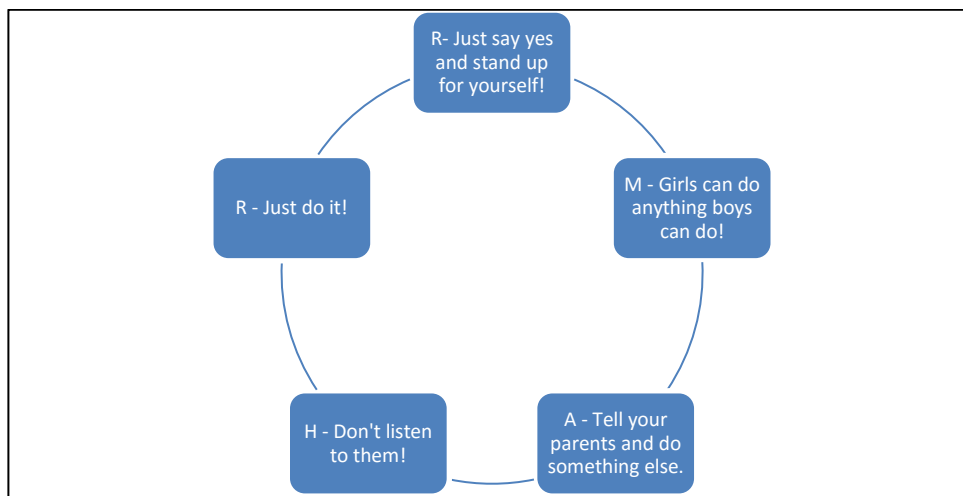 R- Just say yes
and stand up
for yourself!
M - Girls can do
anything boys
can do!
A - Tell your
parents and do
something else.
H - Don't listen
to them!
R - Just do it!